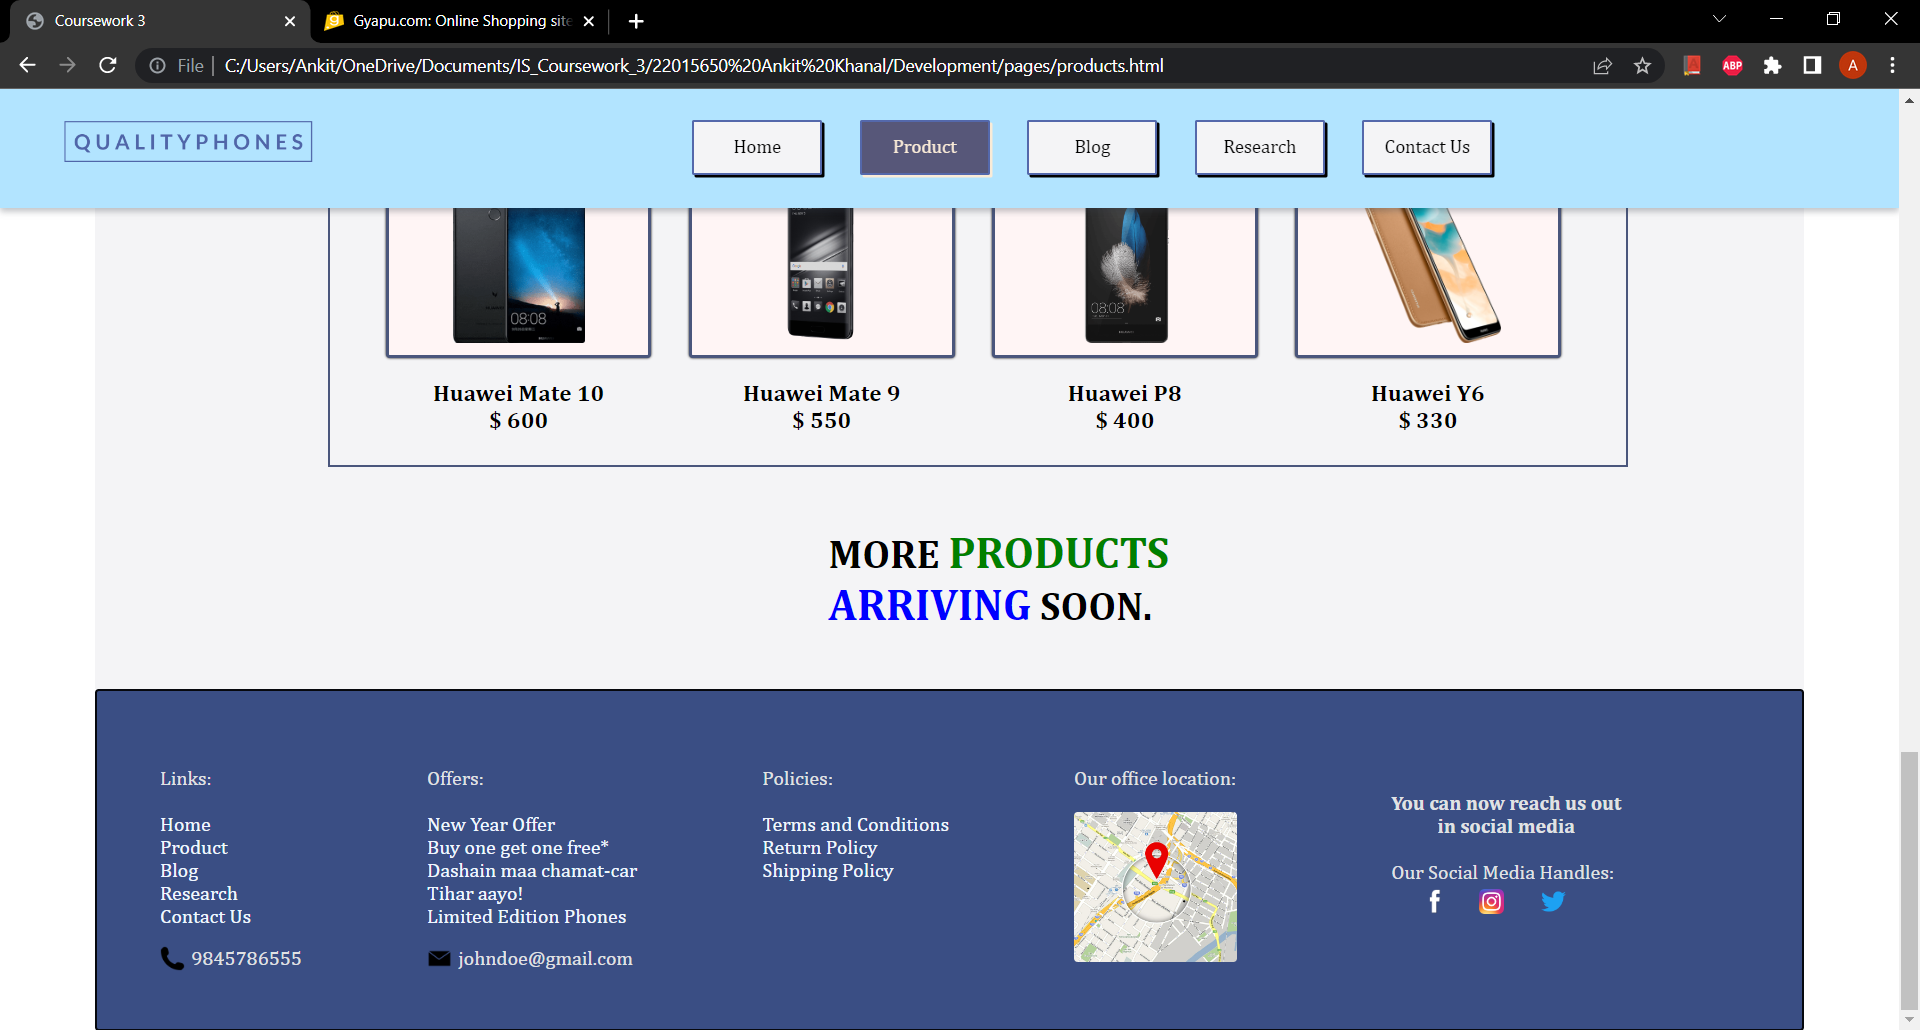 Coursework 3
Gyapu.com: Online Shopping site
File | C:/Users/Ankit/OneDrive/Documents/IS_Coursework_3/22015650%20Ankit%20Khanal/Development/pages/products.html
ABP
A
QUALITYPHONES
Home
Product
Blog
Research
Contact Us
08:08
08:08
Huawei Mate 10
$ 600
Huawei Mate 9
$ 550
Huawei P8
$ 400
Huawei Y6
$ 330
MORE PRODUCTS
ARRIVING SOON.
Links:
Home
Product
Blog
Research
Contact Us
9845786555
Offers:
New Year Offer
Buy one get one free*
Dashain maa chamat-car
Tihar aayo!
Limited Edition Phones
johndoe@gmail.com
Policies:
Terms and Conditions
Return Policy
Shipping Policy
Our office location:
You can now reach us out
in social media
Our Social Media Handles: